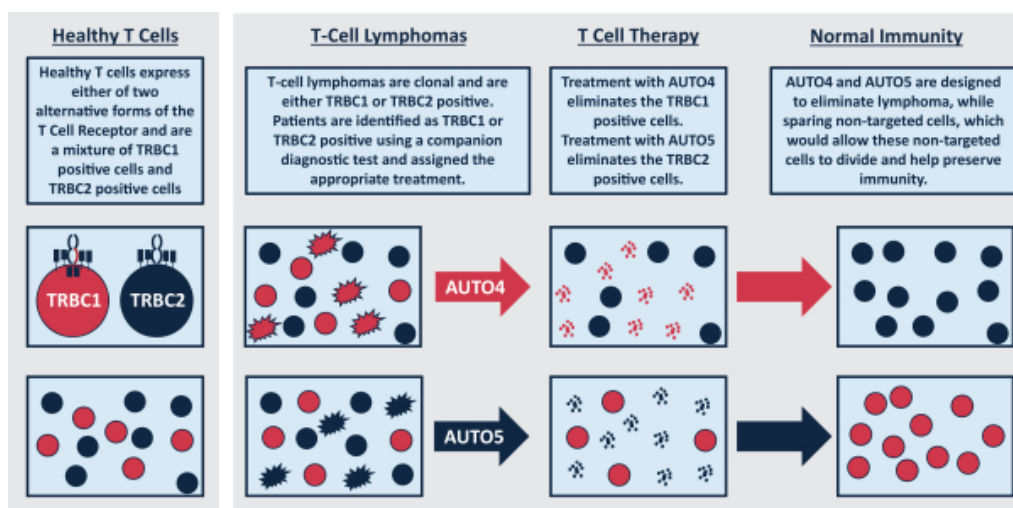 Healthy T Cells
Healthy T cells express
either of two
alternative forms of the
T Cell Receptor and are
a mixture of TRBC1
positive cells and
TRBC2 positive cells
TRBC1
TRBC2
T-Cell Lymphomas
T-cell lymphomas are clonal and are
either TRBC1 or TRBC2 positive.
Patients are identified as TRBC1 or
TRBC2 positive using a companion
diagnostic test and assigned the
appropriate treatment.
T Cell Therapy
Treatment with AUTO4
eliminates the TRBC1
positive cells.
Treatment with AUTO5
eliminates the TRBC2
positive cells.
Normal Immunity
AUTO4 and AUTO5 are designed
to eliminate lymphoma, while
sparing non-targeted cells, which
would allow these non-targeted
cells to divide and help preserve
immunity.
AUTO4
AUTO5